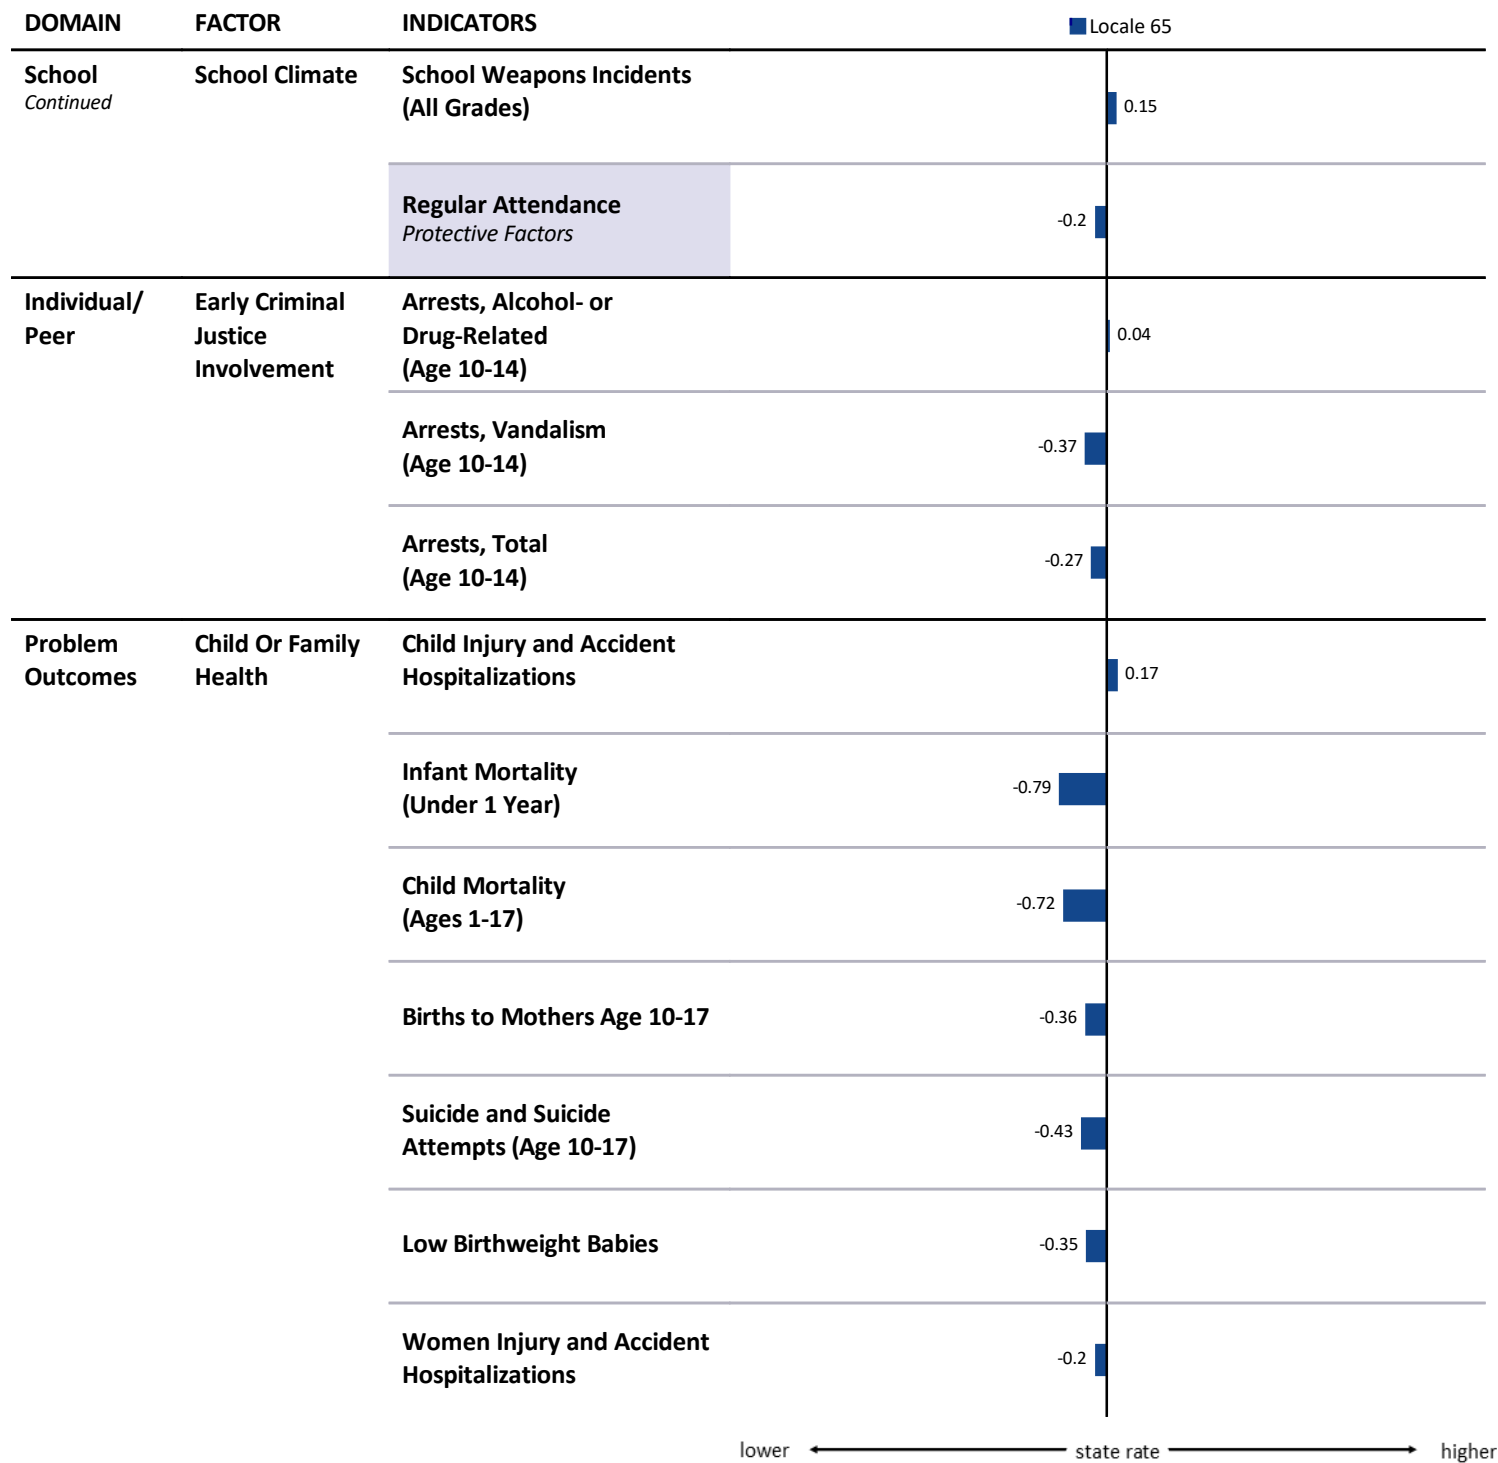 DOMAIN FACTOR INDICATORS
Locale 65
School
Continued
School Climate
School Weapons Incidents
(All Grades)
0.15
Regular Attendance
Protective Factors
-0.2
Individual/
Peer
Early Criminal
Justice
Involvement
Arrests, Alcohol- or
Drug-Related
(Age 10-14)
0.04
Arrests, Vandalism
(Age 10-14)
-0.37
Arrests, Total
(Age 10-14)
-0.27
Problem
Outcomes
Child Or Family
Health
Child Injury and Accident
Hospitalizations
0.17
Infant Mortality
(Under 1 Year)
-0.79
Child Mortality
(Ages 1-17)
-0.72
Births to Mothers Age 10-17
-0.36
Suicide and Suicide
Attempts (Age 10-17)
-0.43
Low Birthweight Babies
-0.35
Women Injury and Accident
Hospitalizations
-0.2
lower state rate higher